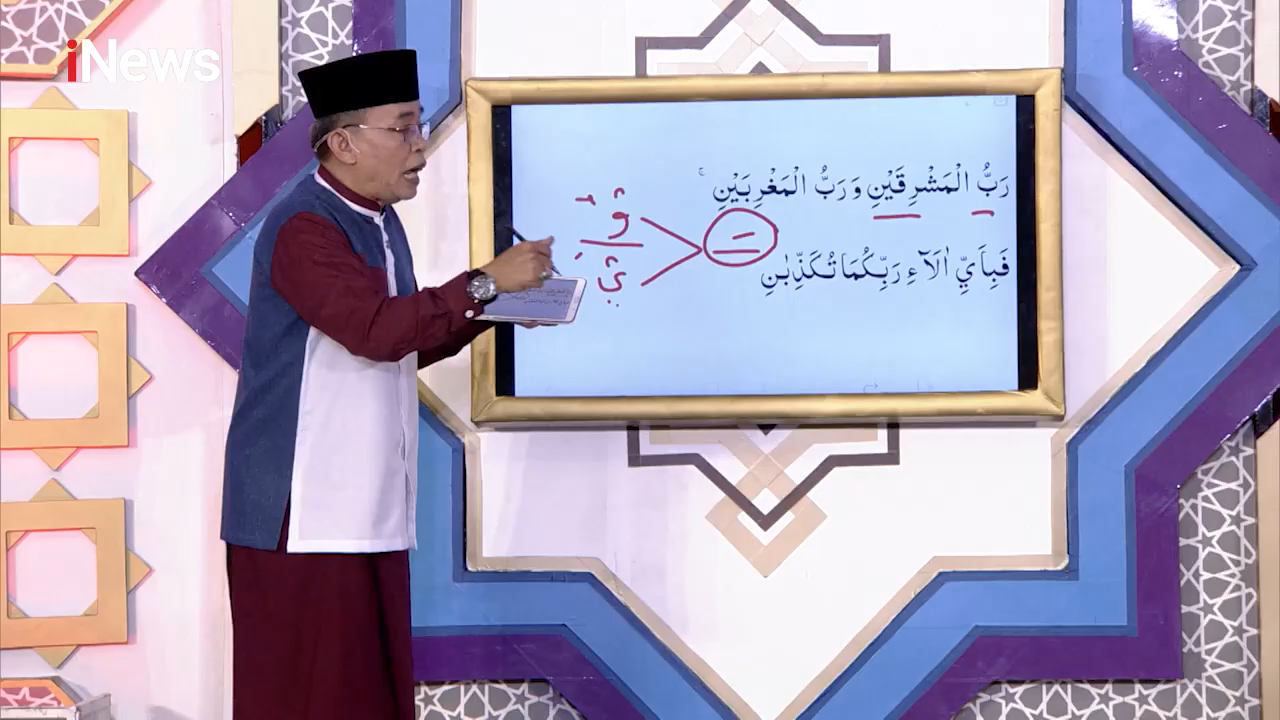 iNews
رَبُّ الْمَشْرِقَيْنِ وَرَبُّ الْمَغْرِبَيْنِ ۚ
فَبِاَيِّ اٰلَاۤءِ رَبِّكُمَا تُكَذِّبٰنِ